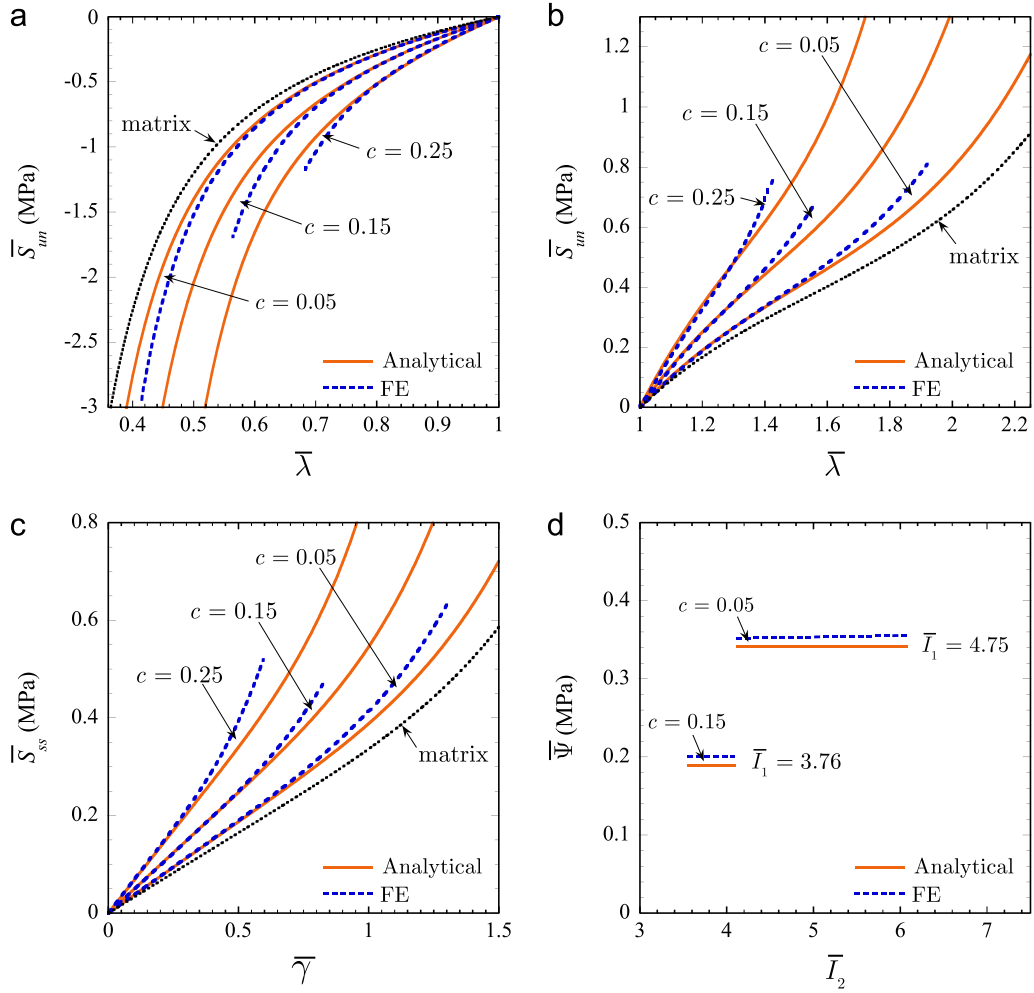 a
0
-0.5
-1
-1.5
-2
-2.5
-3
S̅un (MPa)
matrix
c = 0.25
c = 0.15
c = 0.05
Analytical
FE
0.4 0.5 0.6 0.7 0.8 0.9 1
λ̅
b
1.2
1
0.8
0.6
0.4
0.2
0
S̅un (MPa)
c = 0.05
c = 0.15
c = 0.25
matrix
Analytical
FE
1 1.2 1.4 1.6 1.8 2 2.2
λ̅
c
0.8
0.6
0.4
0.2
0
S̅ss (MPa)
c = 0.05
c = 0.15
c = 0.25
matrix
Analytical
FE
0 0.5 1 1.5
γ̅
d
0.5
0.4
0.3
0.2
0.1
0
Ψ̅ (MPa)
c = 0.05
I̅1 = 4.75
c = 0.15
I̅1 = 3.76
Analytical
FE
3 4 5 6 7
I̅2